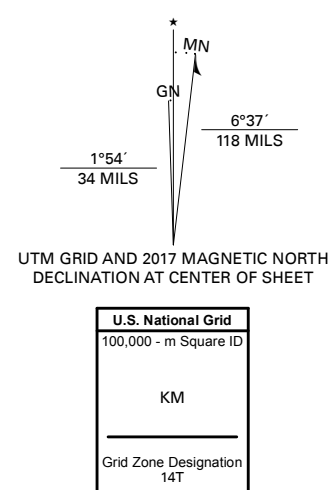 MN
GN
6°37´
118 MILS
1°54´
34 MILS
UTM GRID AND 2017 MAGNETIC NORTH
DECLINATION AT CENTER OF SHEET
U.S. National Grid
100,000 - m Square ID
KM
Grid Zone Designation
14T